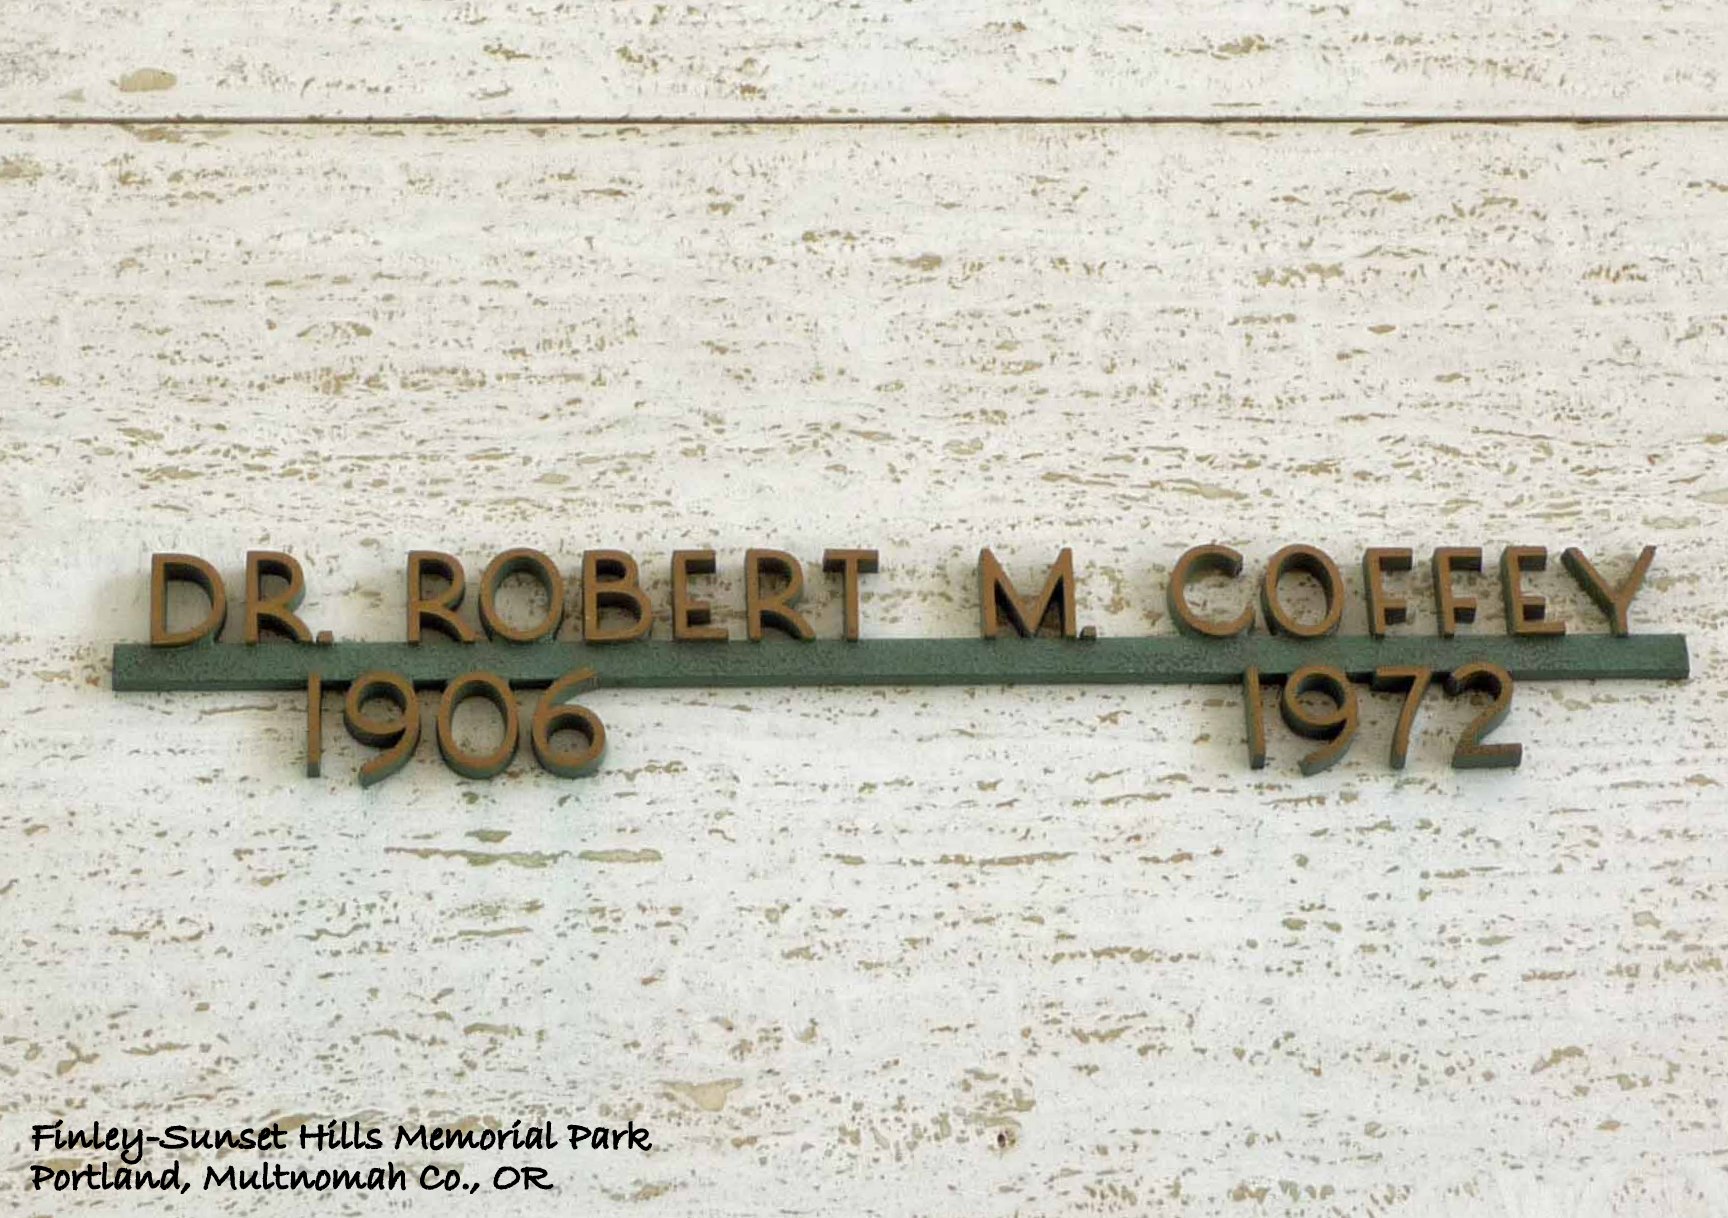 DR. ROBERT M. COFFEY
1906 1972
Finley-Sunset Hills Memorial Park
Portland, Multnomah Co., OR